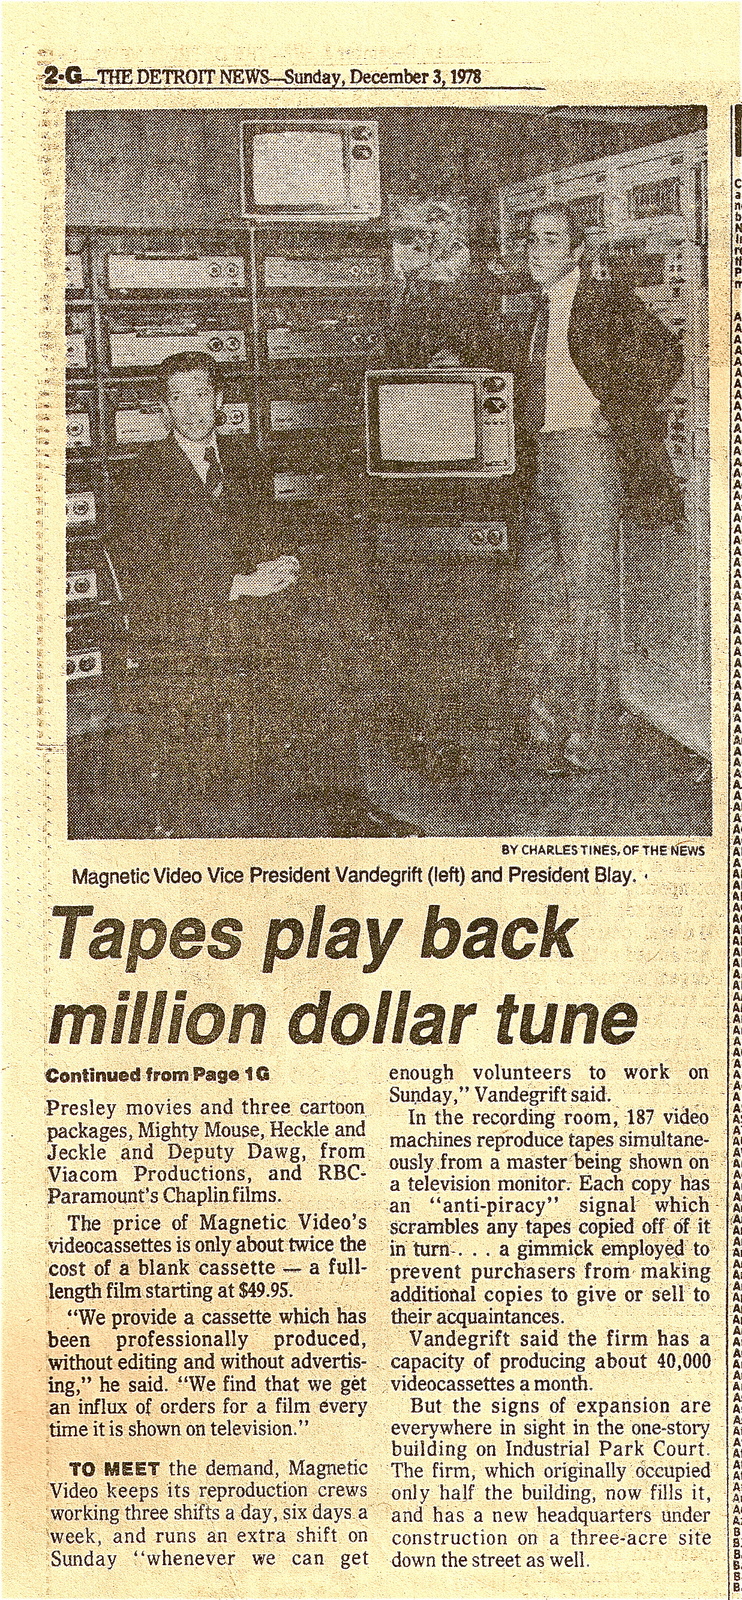 2-G—THE DETROIT NEWS—Sunday, December 3, 1978
BY CHARLES TINES, OF THE NEWS
Magnetic Video Vice President Vandegrift (left) and President Blay.
Tapes play back
million dollar tune
Continued from Page 1G
Presley movies and three cartoon
packages, Mighty Mouse, Heckle and
Jeckle and Deputy Dawg, from
Viacom Productions, and RBC-
Paramount's Chaplin films.
The price of Magnetic Video's
videocassettes is only about twice the
cost of a blank cassette — a full-
length film starting at $49.95.
"We provide a cassette which has
been professionally produced,
without editing and without advertis-
ing," he said. "We find that we get
an influx of orders for a film every
time it is shown on television."
TO MEET the demand, Magnetic
Video keeps its reproduction crews
working three shifts a day, six days a
week, and runs an extra shift on
Sunday "whenever we can get
enough volunteers to work on
Sunday," Vandegrift said.
In the recording room, 187 video
machines reproduce tapes simultane-
ously from a master being shown on
a television monitor. Each copy has
an "anti-piracy" signal which
scrambles any tapes copied off of it
in turn . . . a gimmick employed to
prevent purchasers from making
additional copies to give or sell to
their acquaintances.
Vandegrift said the firm has a
capacity of producing about 40,000
videocassettes a month.
But the signs of expansion are
everywhere in sight in the one-story
building on Industrial Park Court.
The firm, which originally occupied
only half the building, now fills it,
and has a new headquarters under
construction on a three-acre site
down the street as well.